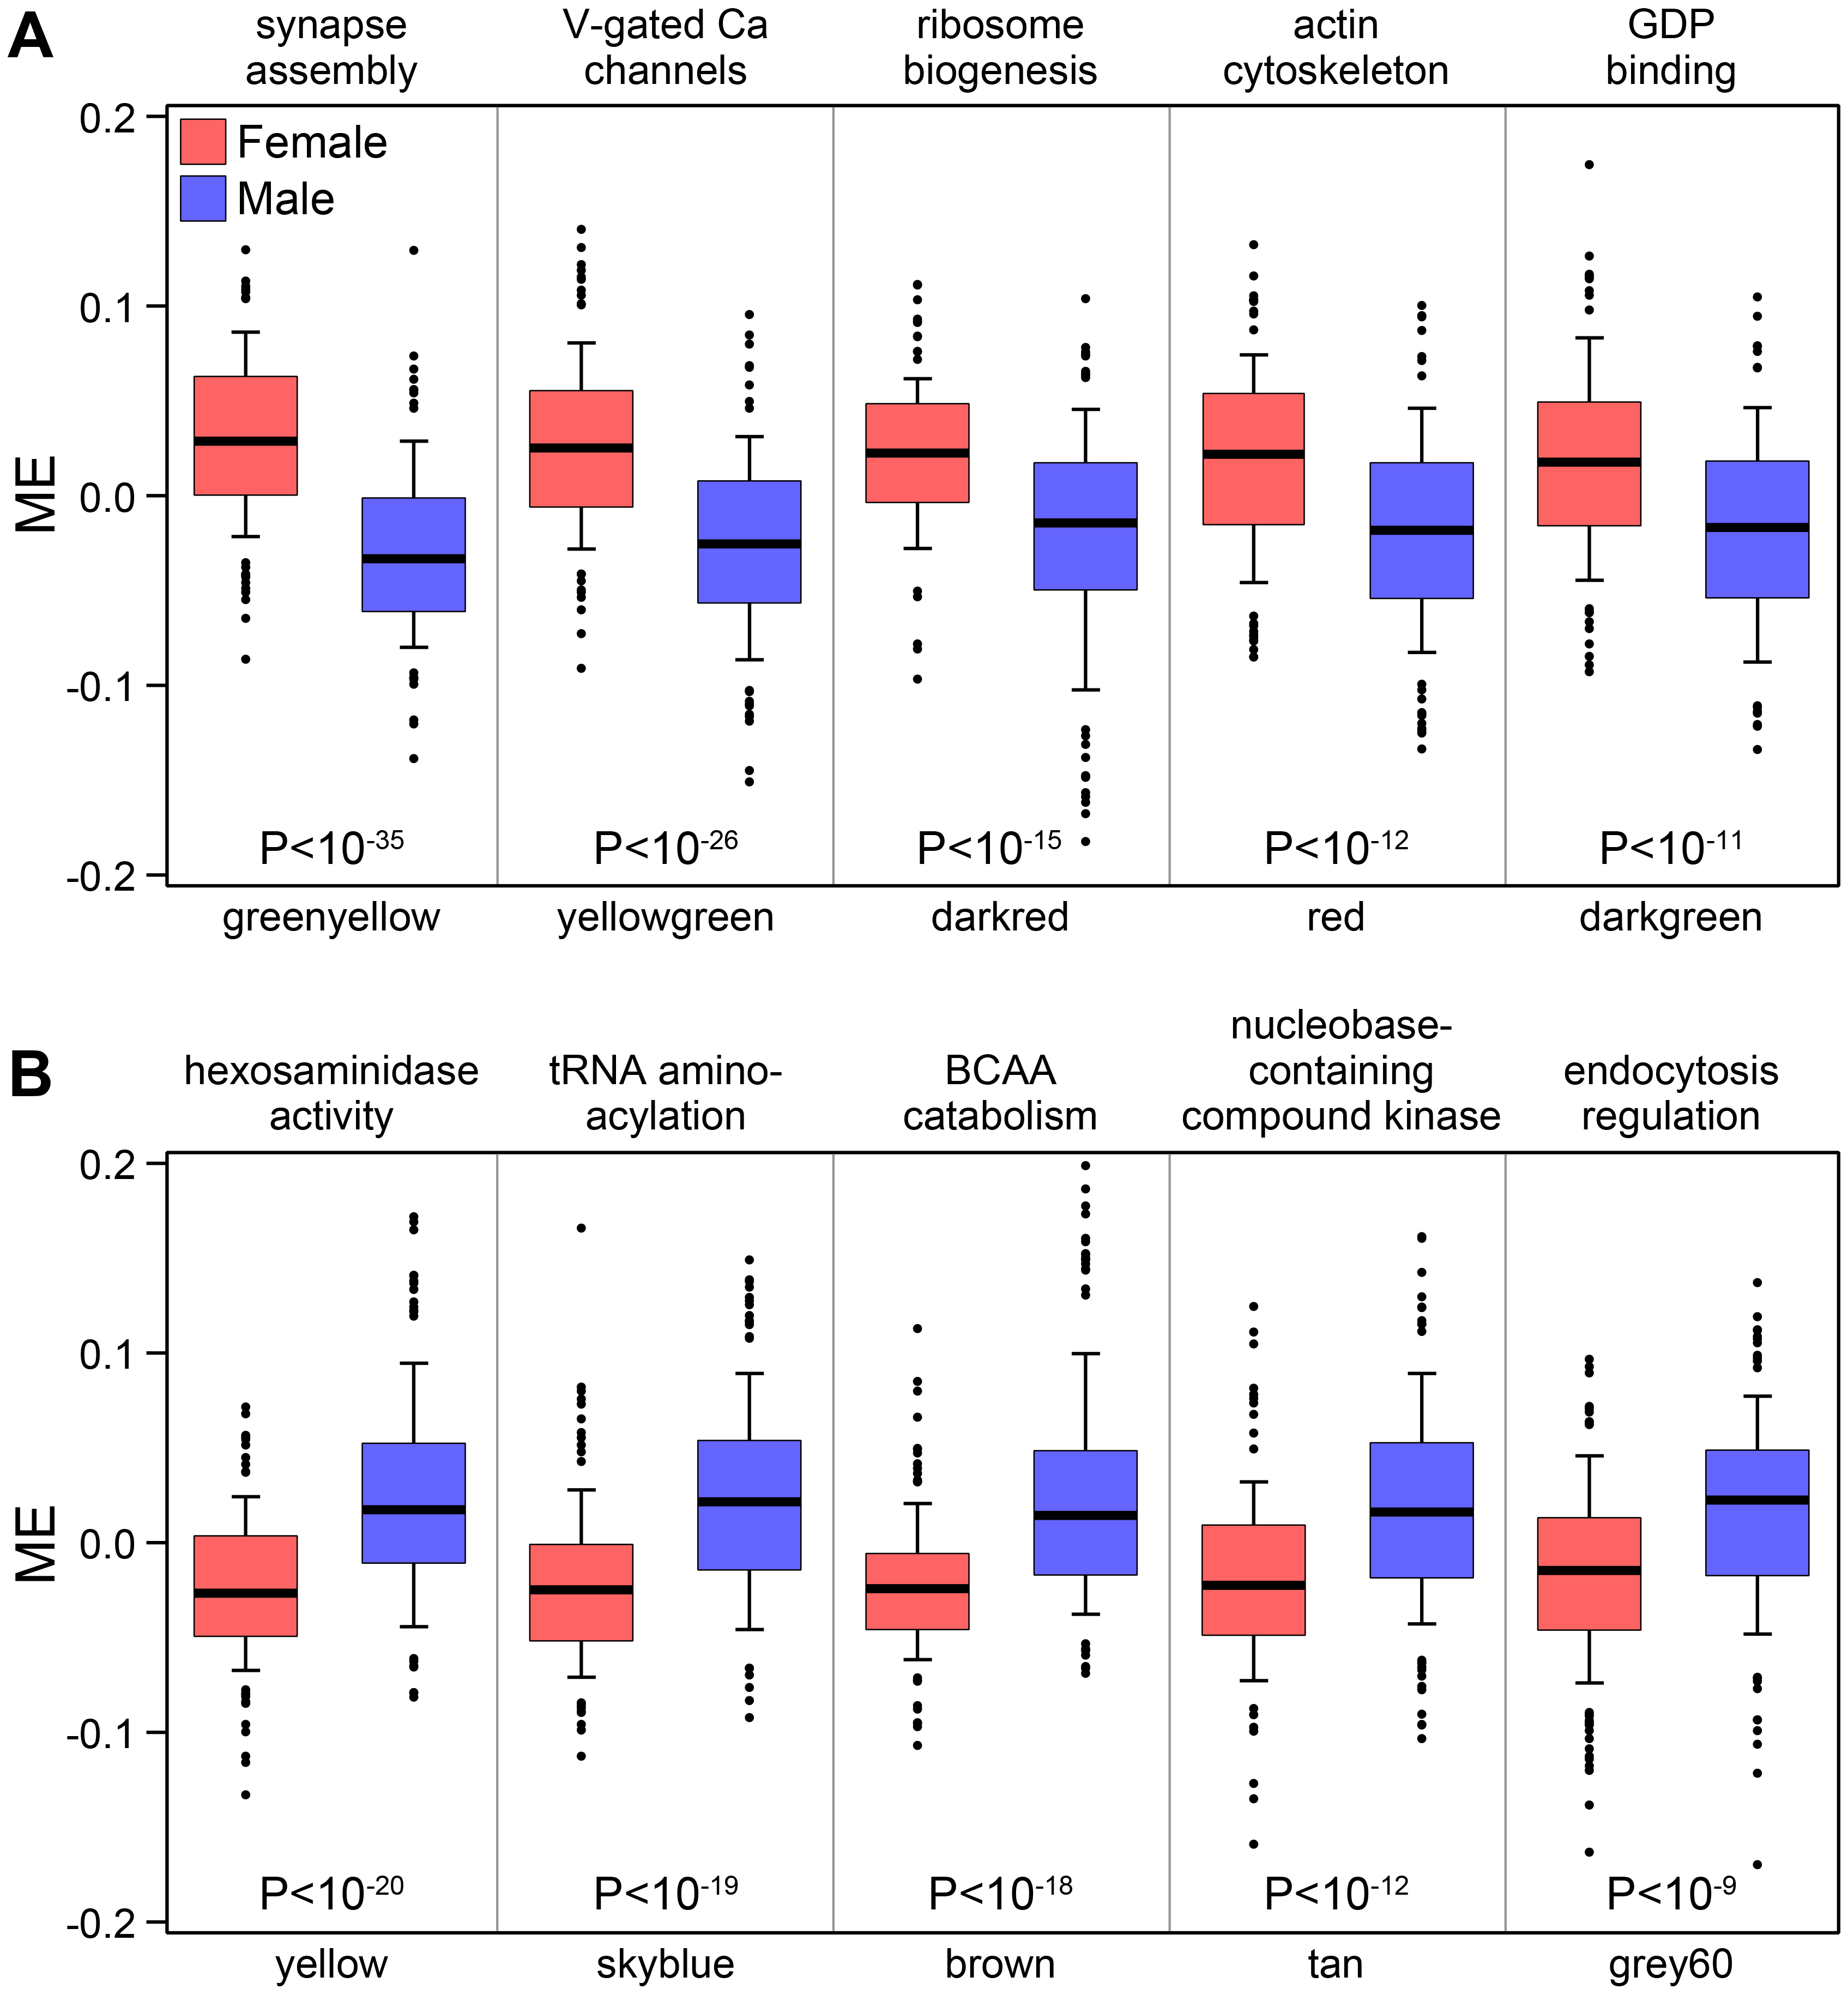 A
synapse
assembly
V-gated Ca
channels
ribosome
biogenesis
actin
cytoskeleton
GDP
binding
Female
Male
0.2
0.1
0.0
-0.1
-0.2
ME
P<10-35
P<10-26
P<10-15
P<10-12
P<10-11
greenyellow
yellowgreen
darkred
red
darkgreen
B
hexosaminidase
activity
tRNA amino-
acylation
BCAA
catabolism
nucleobase-
containing
compound kinase
endocytosis
regulation
0.2
0.1
0.0
-0.1
-0.2
ME
P<10-20
P<10-19
P<10-18
P<10-12
P<10-9
yellow
skyblue
brown
tan
grey60